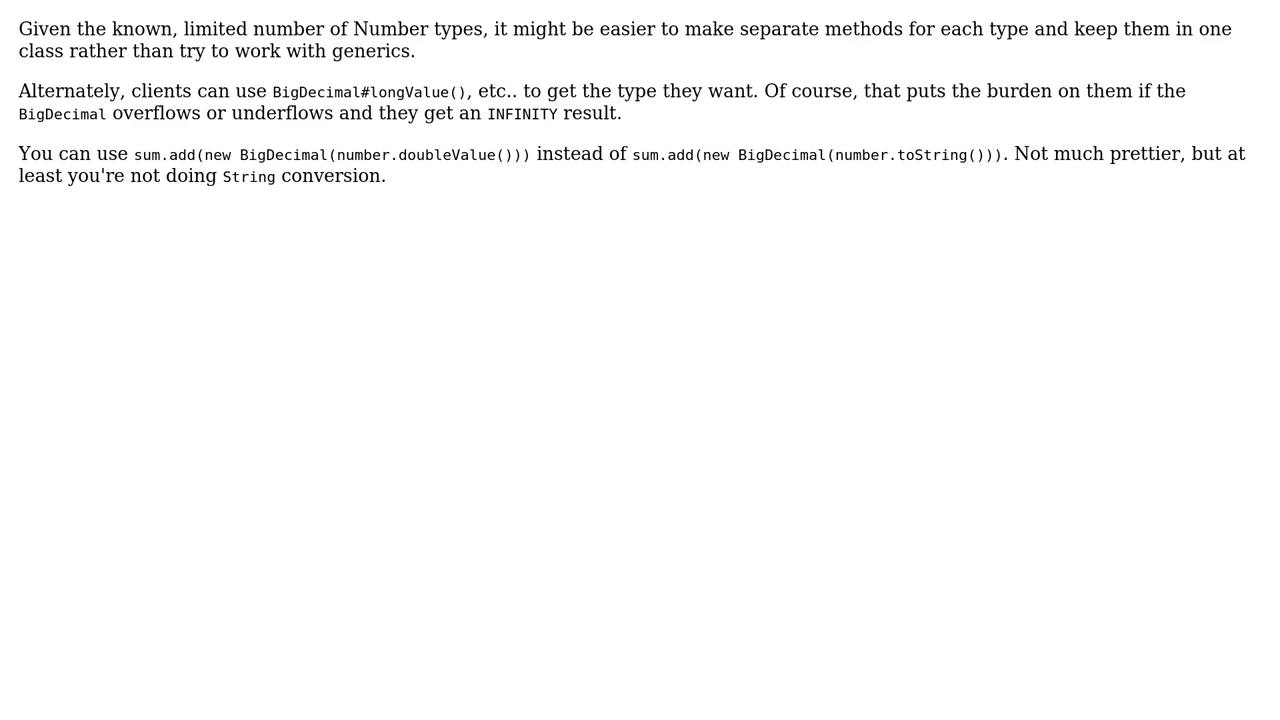 Given the known, limited number of Number types, it might be easier to make separate methods for each type and keep them in one
class rather than try to work with generics.
Alternately, clients can use BigDecimal#longValue(), etc.. to get the type they want. Of course, that puts the burden on them if the
BigDecimal overflows or underflows and they get an INFINITY result.
You can use sum.add(new BigDecimal(number.doubleValue())) instead of sum.add(new BigDecimal(number.toString())). Not much prettier, but at
least you're not doing String conversion.